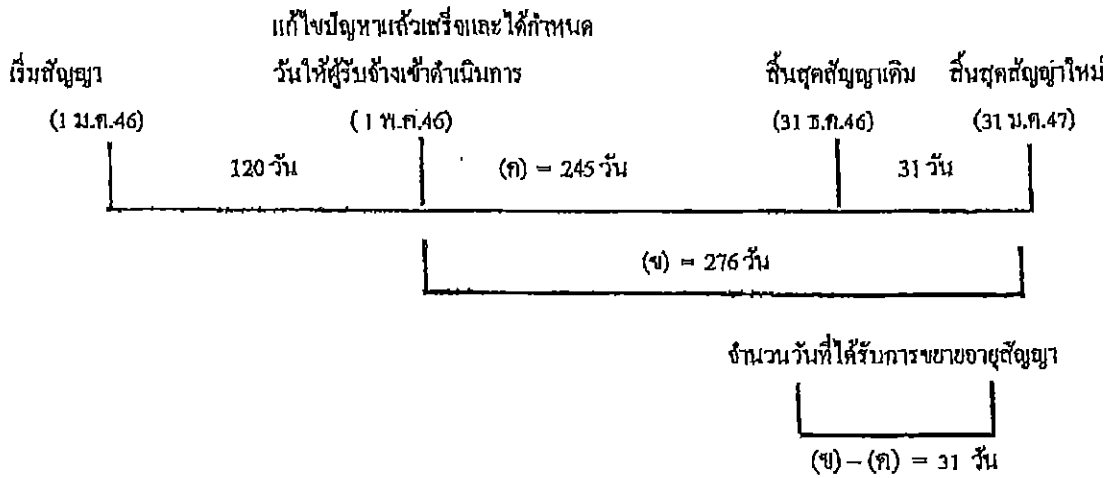 แก้ไขปัญหาแล้วเสร็จและได้กำหนด
เริ่มสัญญา วันให้ผู้รับจ้างเข้าดำเนินการ สิ้นสุดสัญญาเดิม สิ้นสุดสัญญาใหม่
(1 ม.ค.46) (1 พ.ค.46) (31 ธ.ค.46) (31 ม.ค.47)
120 วัน (ค) = 245 วัน 31 วัน
(ข) = 276 วัน
จำนวนวันที่ได้รับการขยายอายุสัญญา
(ข) – (ค) = 31 วัน